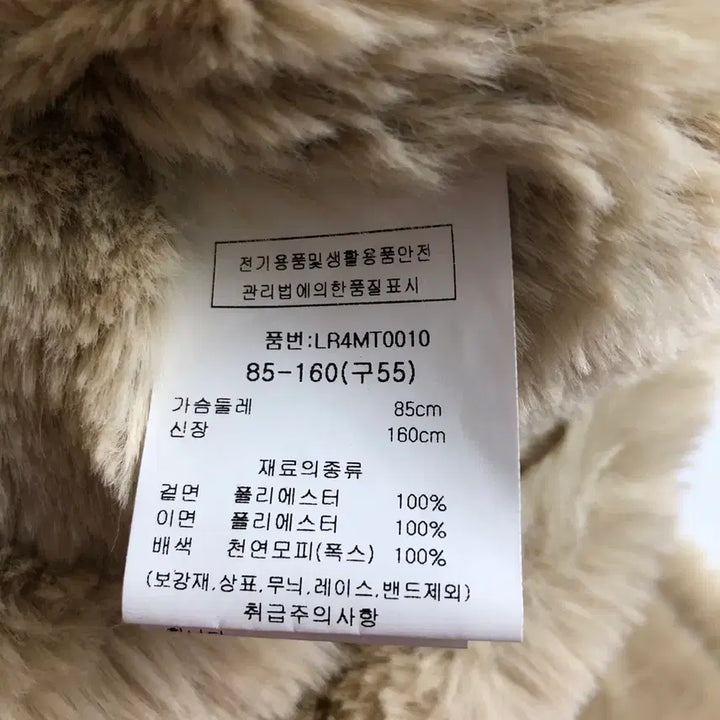 전기용품및생활용품안전
관리법에의한품질표시
품번:LR4MT0010
85-160(구55)
가슴둘레 85cm
신장 160cm
재료의종류
겉면 폴리에스터 100%
이면 폴리에스터 100%
배색 천연모피(폭스) 100%
(보강재,상표,무늬,레이스,밴드제외)
취급주의사항